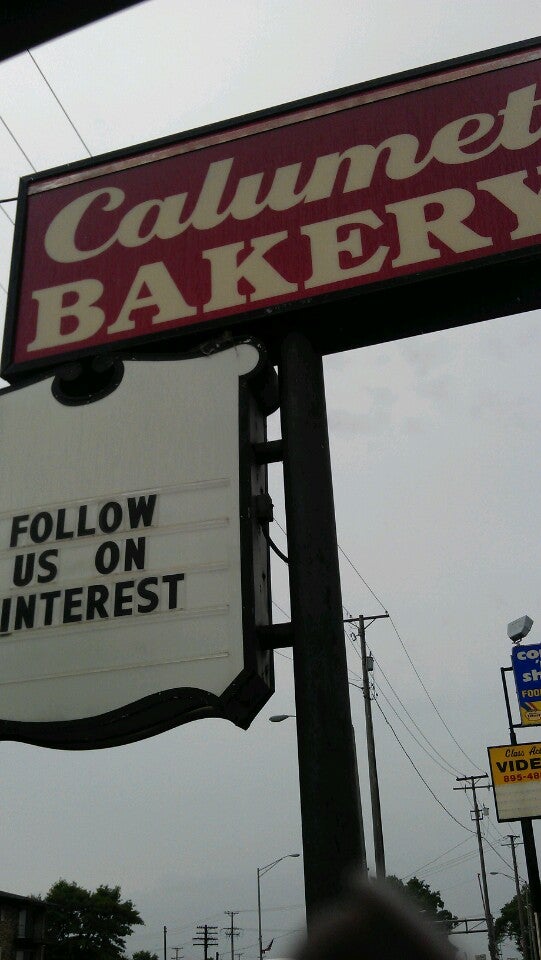 Calumet
BAKERY
FOLLOW
US ON
INTEREST
VIDE
895-48